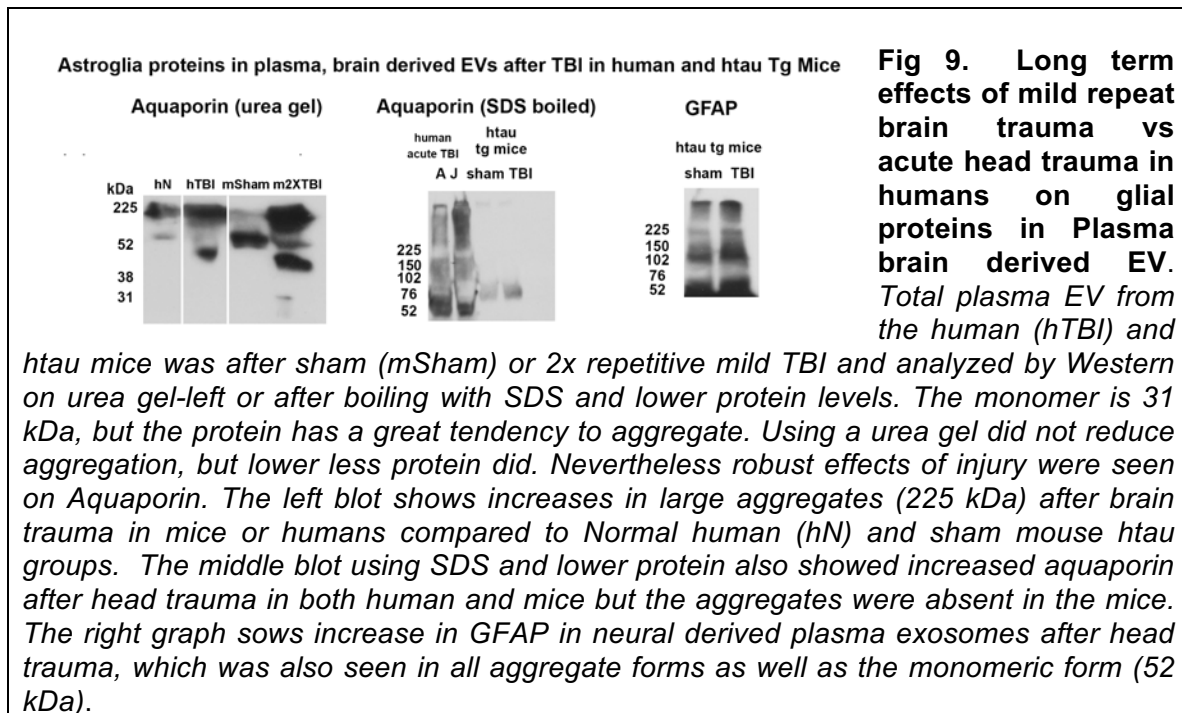 Astroglia proteins in plasma, brain derived EVs after TBI in human and htau Tg Mice
Aquaporin (urea gel)
hN hTBI mSham m2XTBI
kDa
225
52
38
31
Aquaporin (SDS boiled)
human
acute TBI
htau
tg mice
A J sham TBI
225
150
102
76
52
GFAP
htau tg mice
sham TBI
225
150
102
76
52
Fig 9. Long term
effects of mild repeat
brain trauma vs
acute head trauma in
humans on glial
proteins in Plasma
brain derived EV.
Total plasma EV from
the human (hTBI) and
htau mice was after sham (mSham) or 2x repetitive mild TBI and analyzed by Western
on urea gel-left or after boiling with SDS and lower protein levels. The monomer is 31
kDa, but the protein has a great tendency to aggregate. Using a urea gel did not reduce
aggregation, but lower less protein did. Nevertheless robust effects of injury were seen
on Aquaporin. The left blot shows increases in large aggregates (225 kDa) after brain
trauma in mice or humans compared to Normal human (hN) and sham mouse htau
groups. The middle blot using SDS and lower protein also showed increased aquaporin
after head trauma in both human and mice but the aggregates were absent in the mice.
The right graph sows increase in GFAP in neural derived plasma exosomes after head
trauma, which was also seen in all aggregate forms as well as the monomeric form (52
kDa).